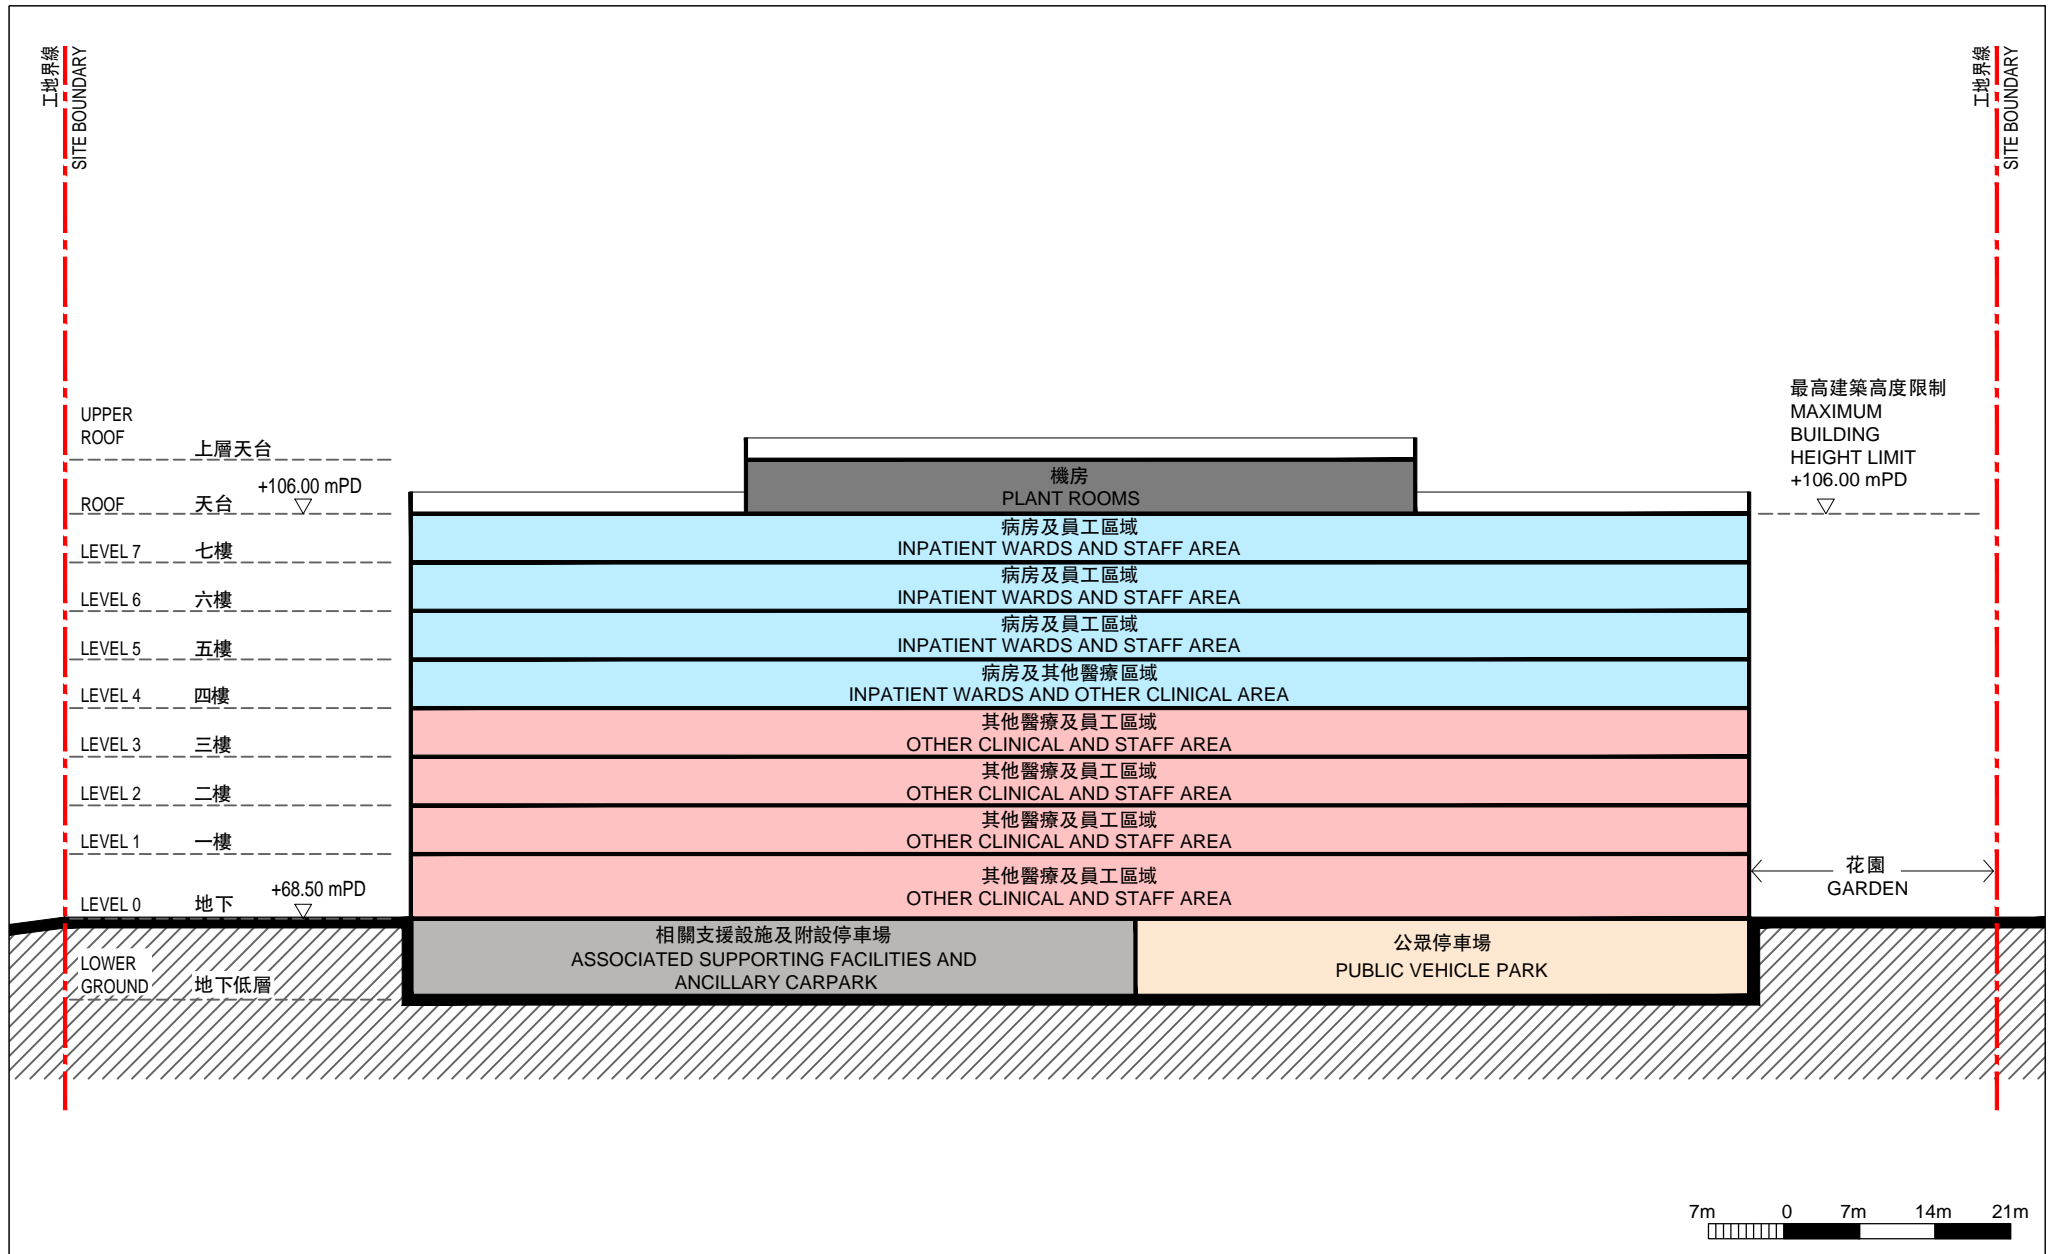 工地界線
SITE BOUNDARY
工地界線
SITE BOUNDARY
最高建築高度限制
MAXIMUM
BUILDING
HEIGHT LIMIT
+106.00 mPD
UPPER
ROOF
上層天台
+106.00 mPD
ROOF 天台
機房
PLANT ROOMS
LEVEL 7 七樓
病房及員工區域
INPATIENT WARDS AND STAFF AREA
LEVEL 6 六樓
病房及員工區域
INPATIENT WARDS AND STAFF AREA
LEVEL 5 五樓
病房及員工區域
INPATIENT WARDS AND STAFF AREA
LEVEL 4 四樓
病房及其他醫療區域
INPATIENT WARDS AND OTHER CLINICAL AREA
LEVEL 3 三樓
其他醫療及員工區域
OTHER CLINICAL AND STAFF AREA
LEVEL 2 二樓
其他醫療及員工區域
OTHER CLINICAL AND STAFF AREA
LEVEL 1 一樓
其他醫療及員工區域
OTHER CLINICAL AND STAFF AREA
+68.50 mPD
LEVEL 0 地下
其他醫療及員工區域
OTHER CLINICAL AND STAFF AREA
花園
GARDEN
LOWER
GROUND 地下低層
相關支援設施及附設停車場
ASSOCIATED SUPPORTING FACILITIES AND
ANCILLARY CARPARK
公眾停車場
PUBLIC VEHICLE PARK
7m 0 7m 14m 21m